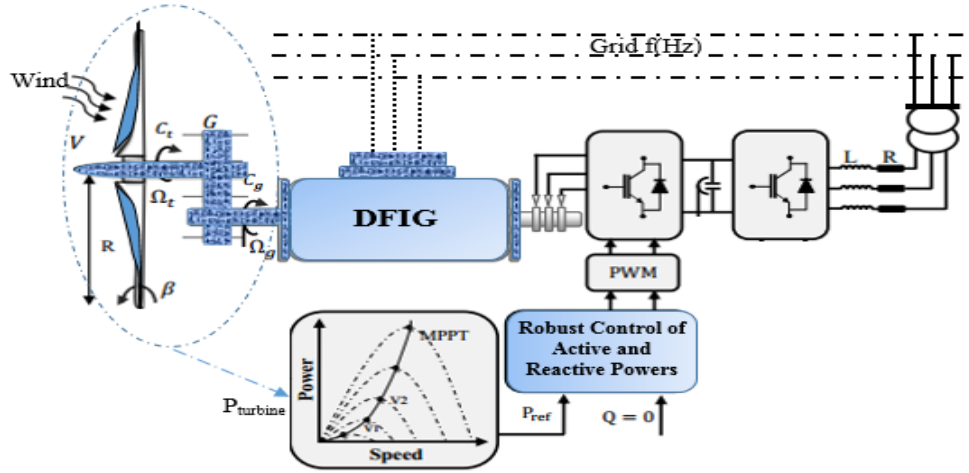 Grid f(Hz)
Wind
V
C_t
G
Ω_t
C_g
Ω_g
R
β
DFIG
L
R
PWM
Robust Control of
Active and
Reactive Powers
P_turbine
Power
MPPT
V2
V1
Speed
P_ref
Q = 0